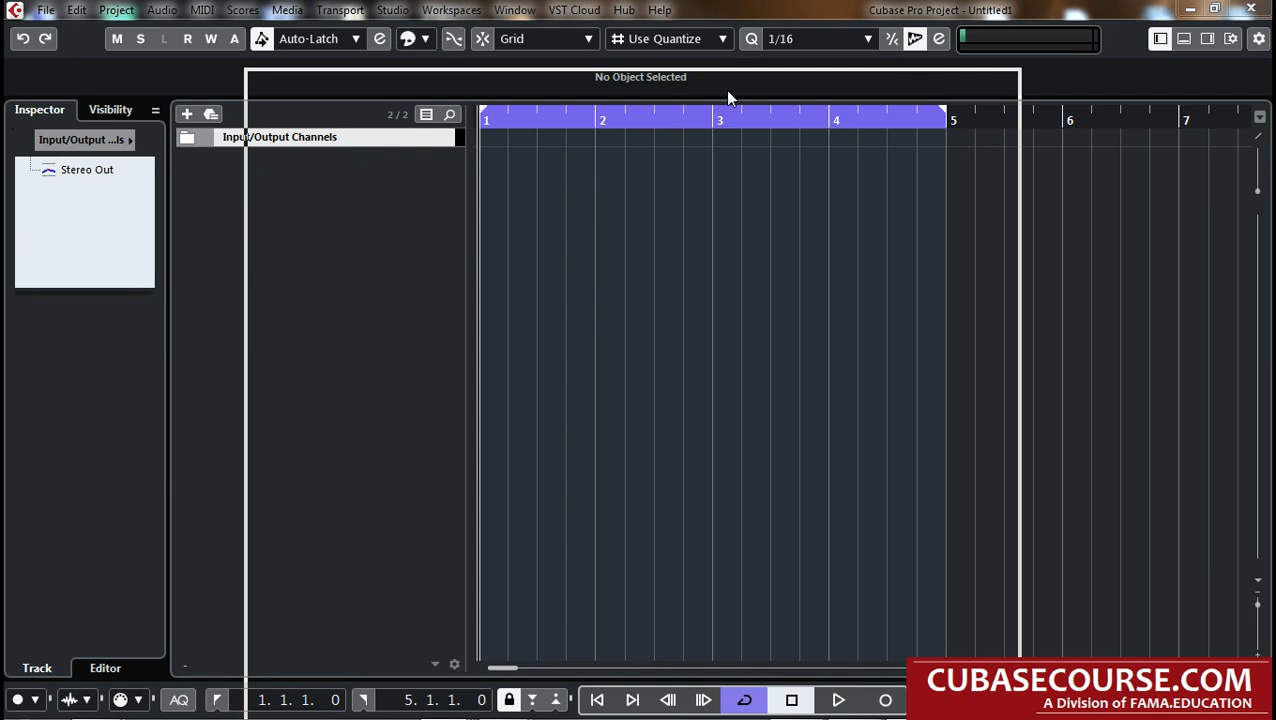 File Edit Project Audio MIDI Scores Media Transport Studio Workspaces Window VST Cloud Hub Help Cubase Pro Project - Untitled1
M S L R W A Auto-Latch Grid Use Quantize Q 1/16
No Object Selected
Inspector Visibility 2 / 2 1 2 3 4 5 6 7
Input/Output ...ls Input/Output Channels
Stereo Out
Track Editor
AQ 1. 1. 1. 0 5. 1. 1. 0
CUBASECOURSE.COM
A Division of FAMA.EDUCATION